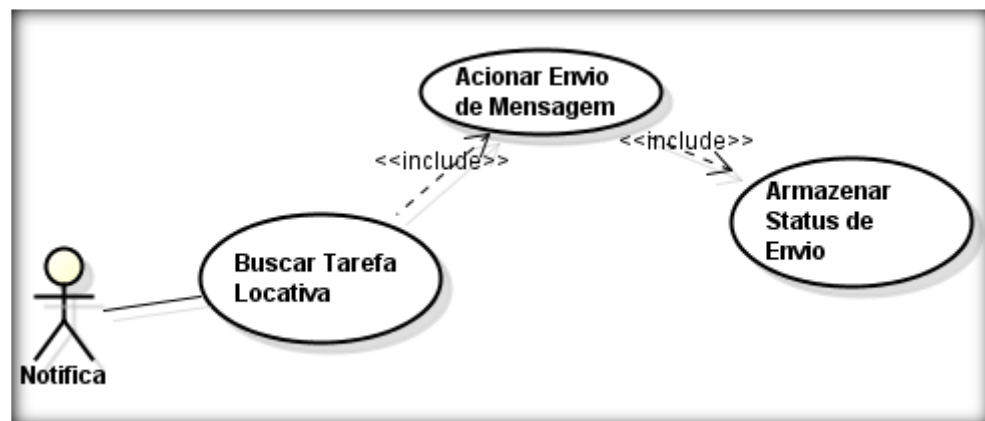 Acionar Envio
de Mensagem
<<include>>
<<include>>
Armazenar
Status de
Envio
Buscar Tarefa
Locativa
Notifica